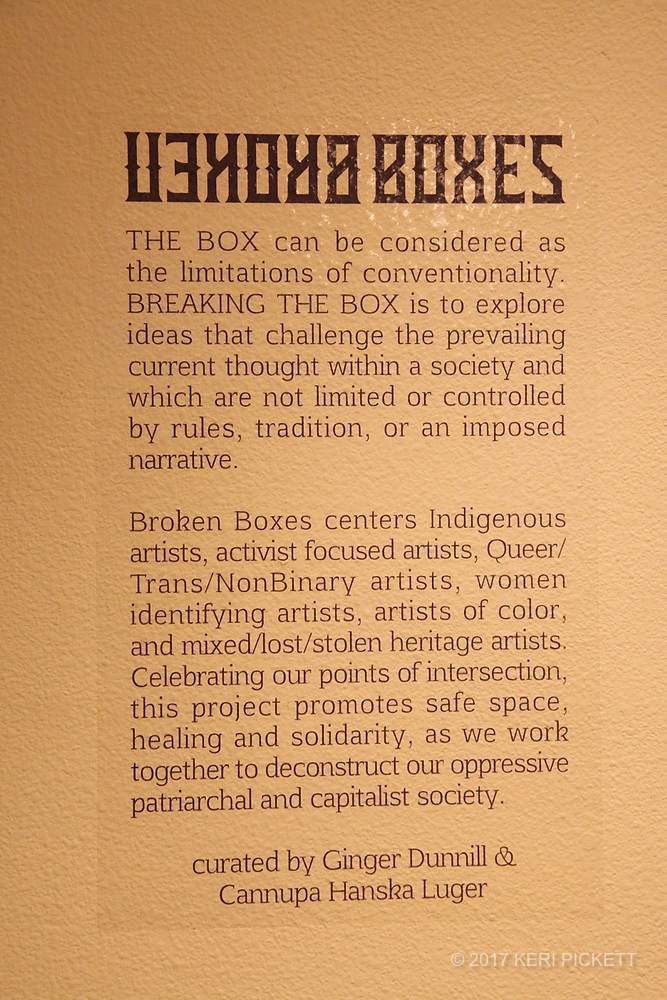 BROKEN BOXES
THE BOX can be considered as
the limitations of conventionality.
BREAKING THE BOX is to explore
ideas that challenge the prevailing
current thought within a society and
which are not limited or controlled
by rules, tradition, or an imposed
narrative.
Broken Boxes centers Indigenous
artists, activist focused artists, Queer/
Trans/NonBinary artists, women
identifying artists, artists of color,
and mixed/lost/stolen heritage artists.
Celebrating our points of intersection,
this project promotes safe space,
healing and solidarity, as we work
together to deconstruct our oppressive
patriarchal and capitalist society.
curated by Ginger Dunnill &
Cannupa Hanska Luger
© 2017 KERI PICKETT